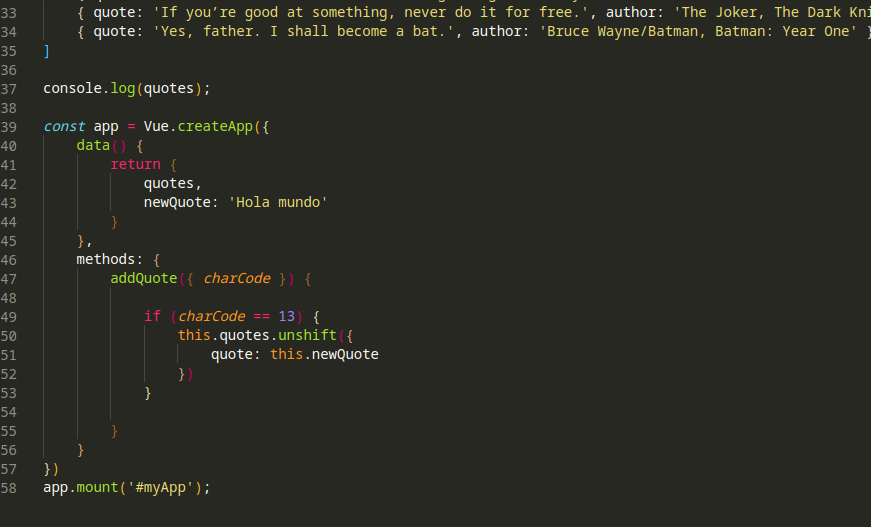 33 { quote: 'If you’re good at something, never do it for free.', author: 'The Joker, The Dark Kni
34 { quote: 'Yes, father. I shall become a bat.', author: 'Bruce Wayne/Batman, Batman: Year One' }
35 ]
36
37 console.log(quotes);
38
39 const app = Vue.createApp({
40 data() {
41 return {
42 quotes,
43 newQuote: 'Hola mundo'
44 }
45 },
46 methods: {
47 addQuote({ charCode }) {
48
49 if (charCode == 13) {
50 this.quotes.unshift({
51 quote: this.newQuote
52 })
53 }
54
55 }
56 }
57 })
58 app.mount('#myApp');